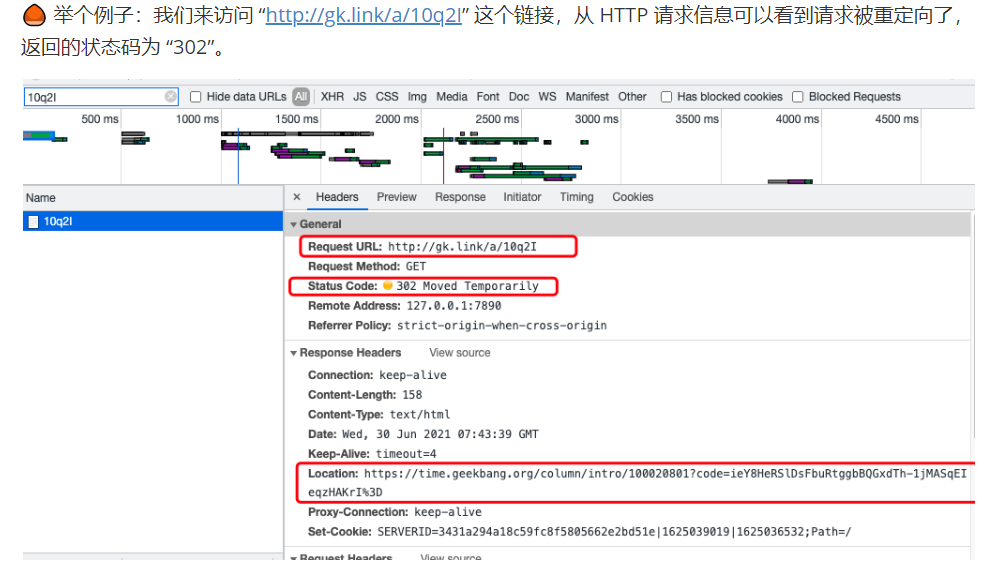 举个例子：我们来访问 “http://gk.link/a/10q2I” 这个链接，从 HTTP 请求信息可以看到请求被重定向了，
返回的状态码为 “302”。
10q2I
Hide data URLs All XHR JS CSS Img Media Font Doc WS Manifest Other Has blocked cookies Blocked Requests
500 ms 1000 ms 1500 ms 2000 ms 2500 ms 3000 ms 3500 ms 4000 ms 4500 ms
Name
10q2I
× Headers Preview Response Initiator Timing Cookies
General
Request URL: http://gk.link/a/10q2I
Request Method: GET
Status Code: 302 Moved Temporarily
Remote Address: 127.0.0.1:7890
Referrer Policy: strict-origin-when-cross-origin
Response Headers View source
Connection: keep-alive
Content-Length: 158
Content-Type: text/html
Date: Wed, 30 Jun 2021 07:43:39 GMT
Keep-Alive: timeout=4
Location: https://time.geekbang.org/column/intro/100020801?code=ieY8HeRSlDsFbuRtggbBQGxdTh-1jMASqEI
eqzHAKrI%3D
Proxy-Connection: keep-alive
Set-Cookie: SERVERID=3431a294a18c59fc8f5805662e2bd51e|1625039019|1625036532;Path=/
Request Headers View source